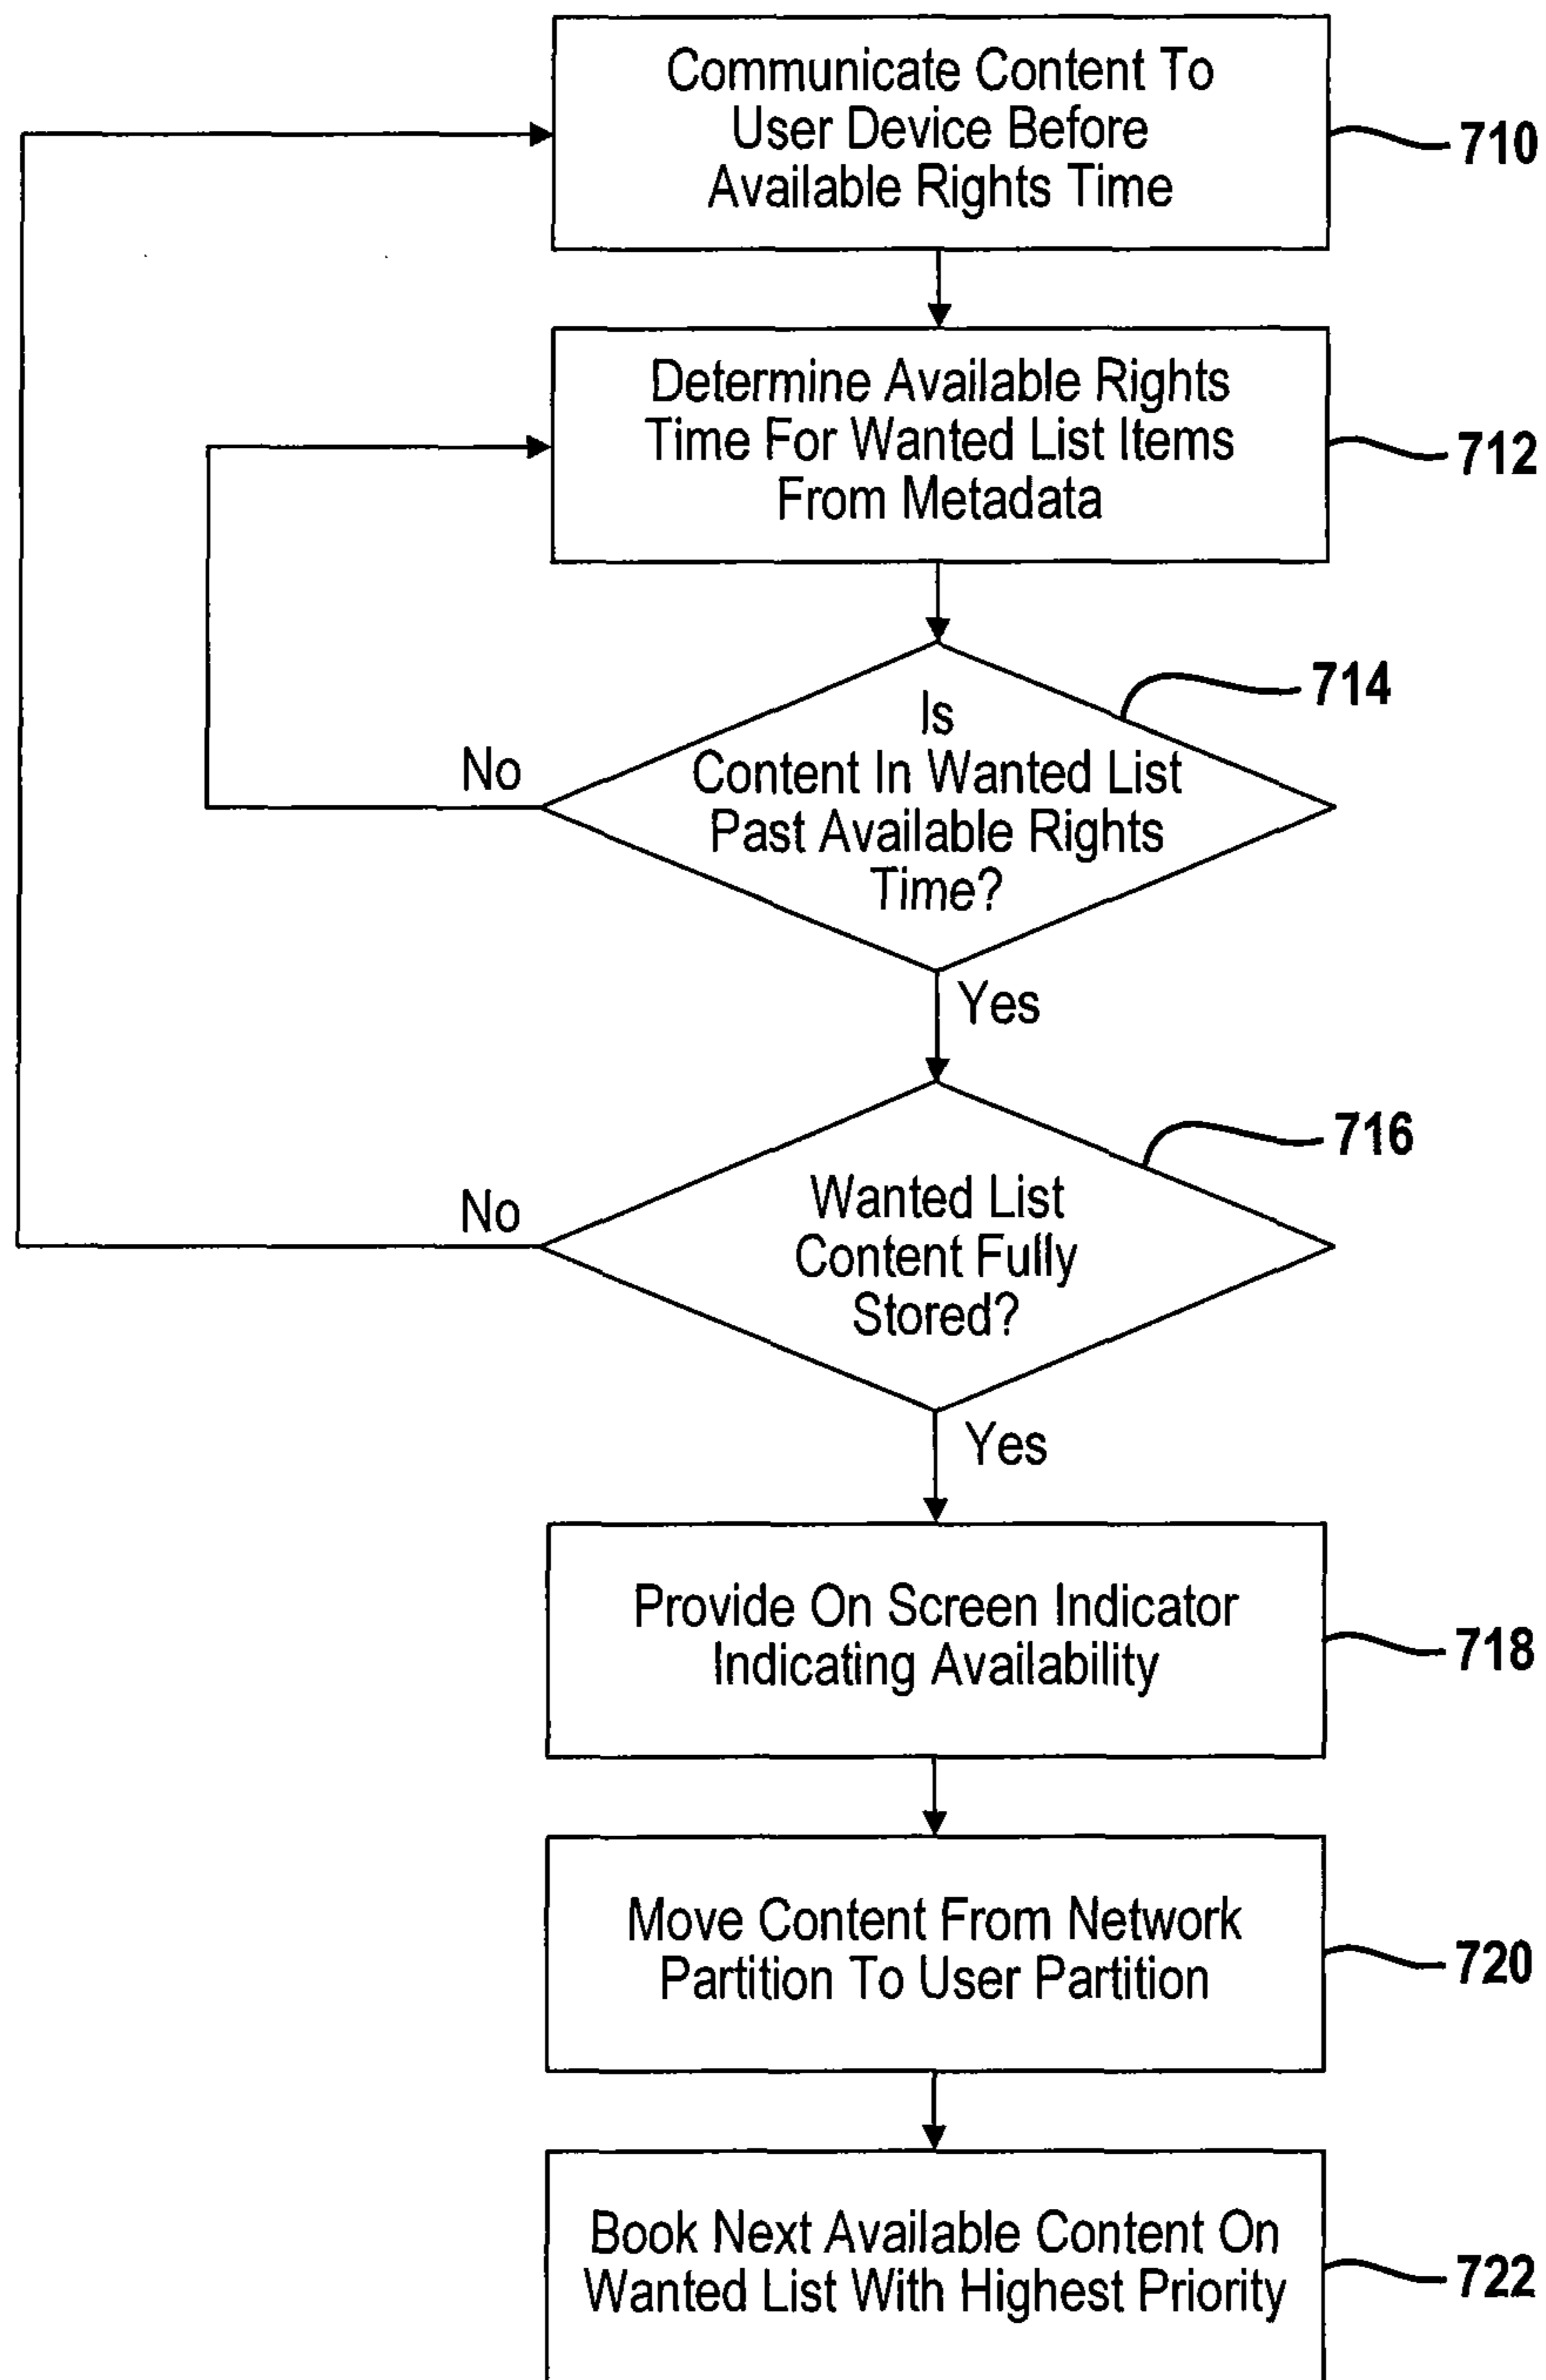 Communicate Content To
User Device Before
Available Rights Time
710
Determine Available Rights
Time For Wanted List Items
From Metadata
712
714
Is
Content In Wanted List
Past Available Rights
Time?
No
Yes
716
Wanted List
Content Fully
Stored?
No
Yes
Provide On Screen Indicator
Indicating Availability
718
Move Content From Network
Partition To User Partition
720
Book Next Available Content On
Wanted List With Highest Priority
722